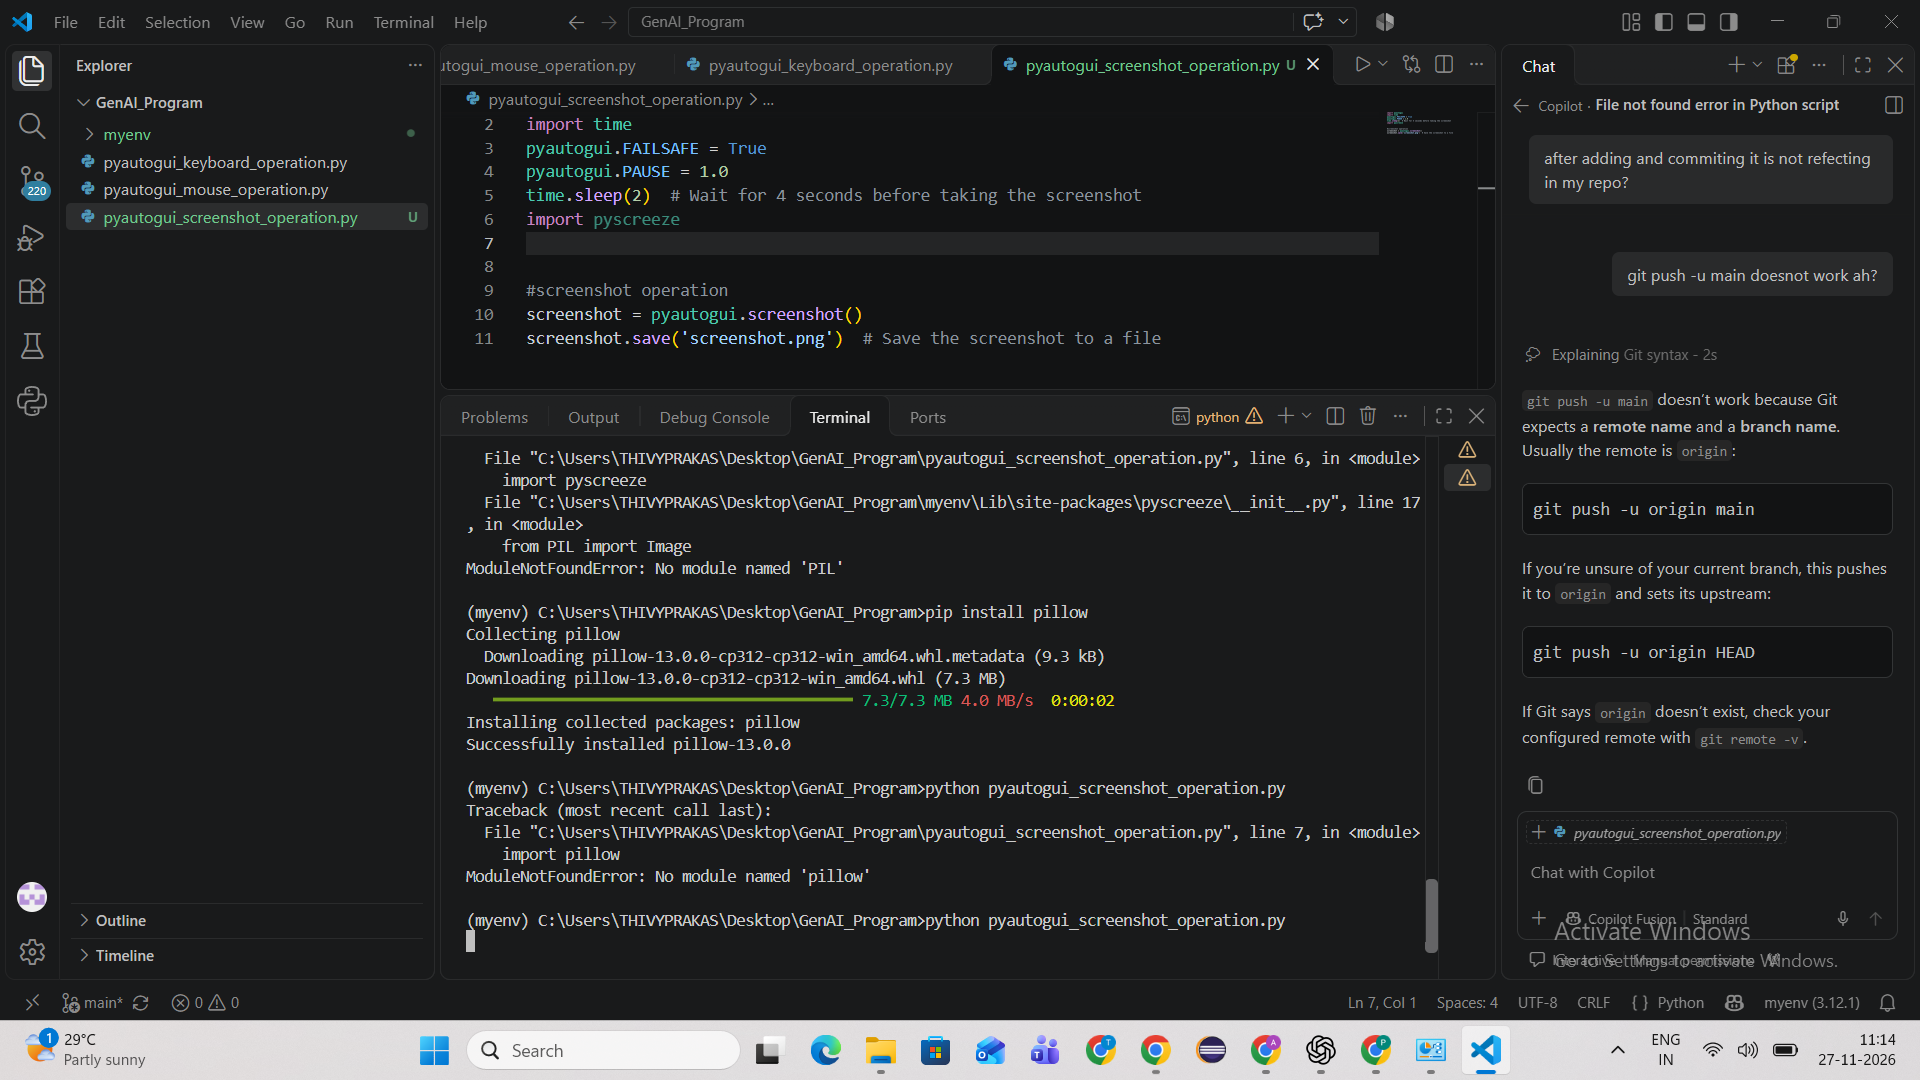 File Edit Selection View Go Run Terminal Help
GenAI_Program
Explorer
GenAI_Program
myenv
pyautogui_keyboard_operation.py
pyautogui_mouse_operation.py
pyautogui_screenshot_operation.py U
220
Outline
Timeline
utogui_mouse_operation.py
pyautogui_keyboard_operation.py
pyautogui_screenshot_operation.py U
pyautogui_screenshot_operation.py > ...
2 import time
3 pyautogui.FAILSAFE = True
4 pyautogui.PAUSE = 1.0
5 time.sleep(2)  # Wait for 4 seconds before taking the screenshot
6 import pyscreeze
7
8
9 #screenshot operation
10 screenshot = pyautogui.screenshot()
11 screenshot.save('screenshot.png')  # Save the screenshot to a file
Problems Output Debug Console Terminal Ports
python
File "C:\Users\THIVYPRAKAS\Desktop\GenAI_Program\pyautogui_screenshot_operation.py", line 6, in <module>
import pyscreeze
File "C:\Users\THIVYPRAKAS\Desktop\GenAI_Program\myenv\Lib\site-packages\pyscreeze\__init__.py", line 17
, in <module>
from PIL import Image
ModuleNotFoundError: No module named 'PIL'
(myenv) C:\Users\THIVYPRAKAS\Desktop\GenAI_Program>pip install pillow
Collecting pillow
Downloading pillow-13.0.0-cp312-cp312-win_amd64.whl.metadata (9.3 kB)
Downloading pillow-13.0.0-cp312-cp312-win_amd64.whl (7.3 MB)
7.3/7.3 MB 4.0 MB/s 0:00:02
Installing collected packages: pillow
Successfully installed pillow-13.0.0
(myenv) C:\Users\THIVYPRAKAS\Desktop\GenAI_Program>python pyautogui_screenshot_operation.py
Traceback (most recent call last):
File "C:\Users\THIVYPRAKAS\Desktop\GenAI_Program\pyautogui_screenshot_operation.py", line 7, in <module>
import pillow
ModuleNotFoundError: No module named 'pillow'
(myenv) C:\Users\THIVYPRAKAS\Desktop\GenAI_Program>python pyautogui_screenshot_operation.py
Chat
Copilot · File not found error in Python script
after adding and commiting it is not refecting
in my repo?
git push -u main doesnot work ah?
Explaining Git syntax - 2s
git push -u main doesn't work because Git
expects a remote name and a branch name.
Usually the remote is origin:
git push -u origin main
If you're unsure of your current branch, this pushes
it to origin and sets its upstream:
git push -u origin HEAD
If Git says origin doesn't exist, check your
configured remote with git remote -v.
pyautogui_screenshot_operation.py
Chat with Copilot
Copilot Fusion Standard
Activate Windows
Interactive Manual permissions
Go to Settings to activate Windows.
main* 0 0
Ln 7, Col 1 Spaces: 4 UTF-8 CRLF { } Python myenv (3.12.1)
1
29°C
Partly sunny
Search
ENG
IN
11:14
27-11-2026